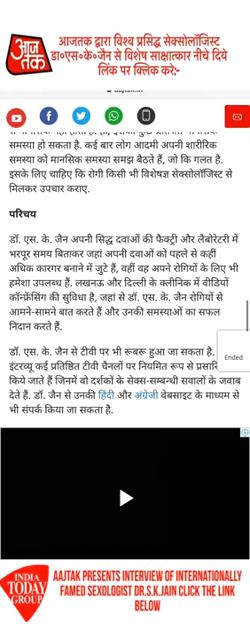 आज
तक
आजतक द्वारा विश्व प्रसिद्ध सेक्सोलॉजिस्ट
डा०एस०के०जैन से विशेष साक्षात्कार नीचे दिये
लिंक पर क्लिक करे:-
समस्या हो सकता है. कई बार लोग आदमी अपनी शारीरिक
समस्या को मानसिक समस्या समझ बैठते हैं, जो कि गलत है.
इसके लिए चाहिए कि रोगी किसी भी विशेषज्ञ सेक्सोलॉजिस्ट से
मिलकर उपचार कराए.
परिचय
डॉ. एस. के. जैन अपनी सिद्ध दवाओं की फैक्ट्री और लैबोरेटरी में
भरपूर समय बिताकर जहां अपनी दवाओं को पहले से कहीं
अधिक कारगर बनाने में जुटे हैं, वहीं वह अपने रोगियों के लिए भी
हमेशा उपलब्ध हैं. लखनऊ और दिल्ली के क्लीनिक में वीडियो
कॉन्फ्रेंसिंग की सुविधा है, जहां से डॉ. एस. के. जैन रोगियों से
आमने-सामने बात करते हैं और उनकी समस्याओं का सफल
निदान करते हैं.
डॉ. एस. के. जैन से टीवी पर भी रूबरू हुआ जा सकता है.
इंटरव्यू कई प्रतिष्ठित टीवी चैनलों पर नियमित रूप से
किये जाते हैं जिनमें वो दर्शकों के सेक्स-सम्बन्धी सवालों के जवाब
देते हैं. डॉ. जैन से उनकी हिंदी और अंग्रेजी वेबसाइट के माध्यम से
भी संपर्क किया जा सकता है.
Ended
INDIA
TODAY
GROUP
AAJTAK PRESENTS INTERVIEW OF INTERNATIONALLY
FAMED SEXOLOGIST DR.S.K.JAIN CLICK THE LINK
BELOW